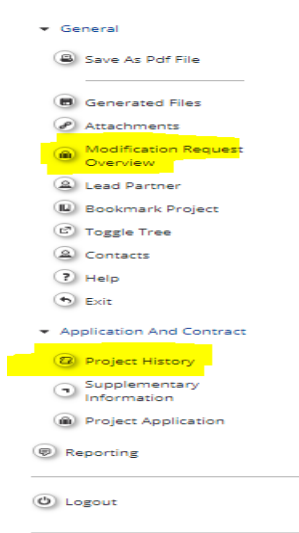 General
Save As Pdf File
Generated Files
Attachments
Modification Request
Overview
Lead Partner
Bookmark Project
Toggle Tree
Contacts
Help
Exit
Application And Contract
Project History
Supplementary
Information
Project Application
Reporting
Logout